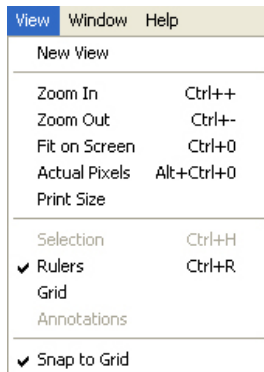 View Window Help
New View
Zoom In Ctrl++
Zoom Out Ctrl+-
Fit on Screen Ctrl+0
Actual Pixels Alt+Ctrl+0
Print Size
Selection Ctrl+H
Rulers Ctrl+R
Grid
Annotations
Snap to Grid